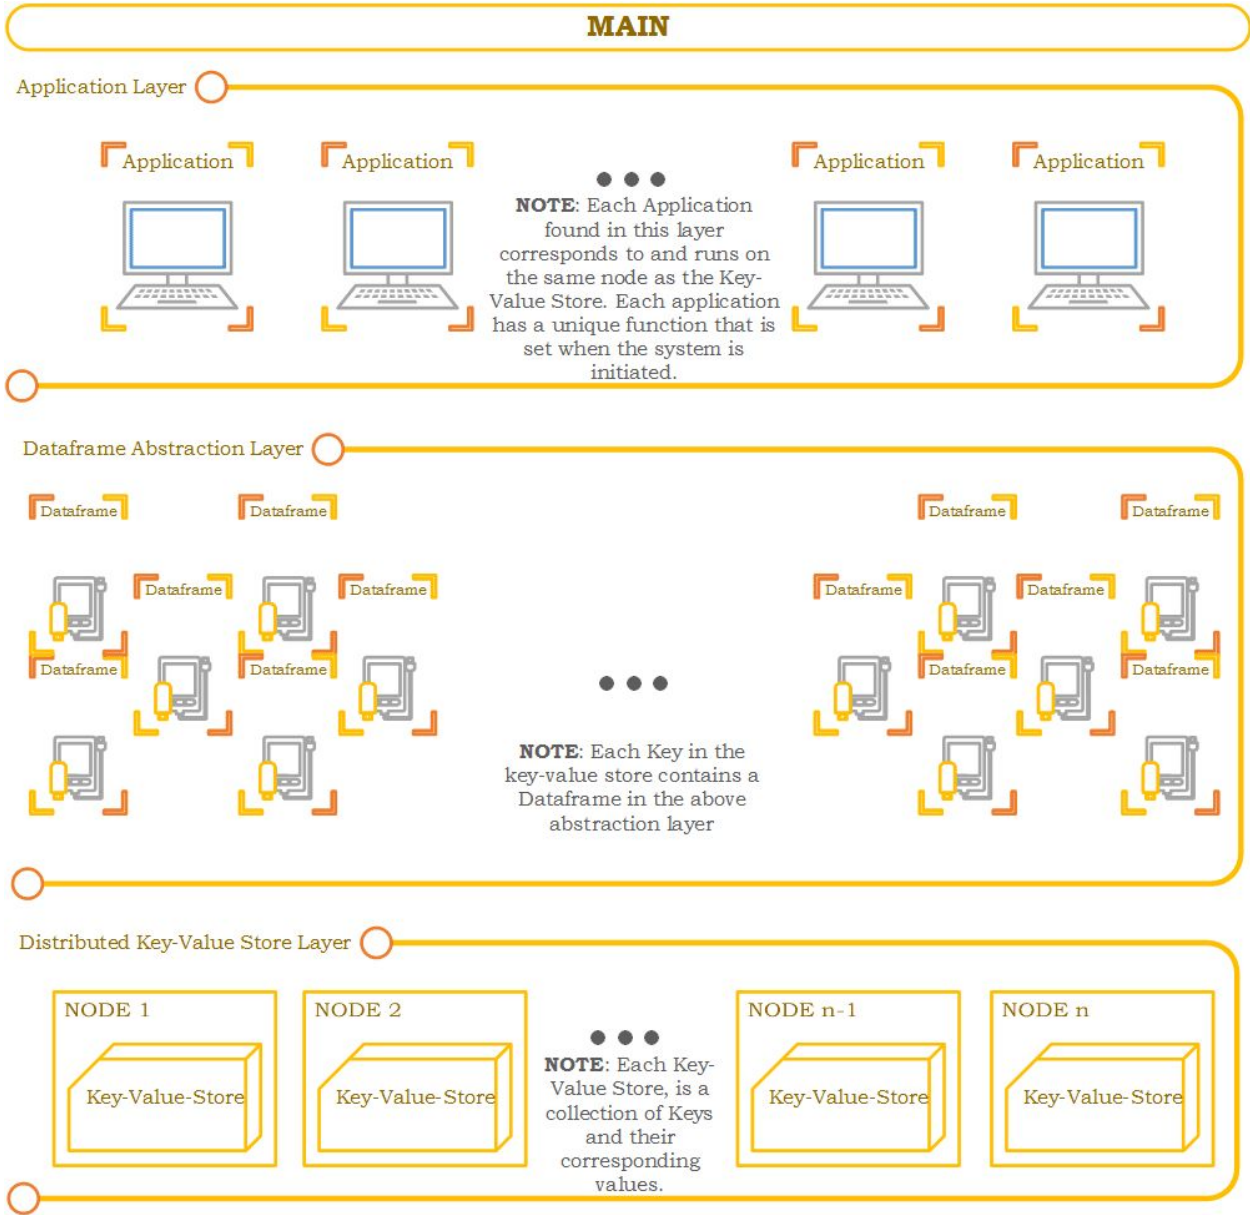 MAIN
Application Layer
Application
Application
Application
Application
NOTE: Each Application
found in this layer
corresponds to and runs on
the same node as the Key-
Value Store. Each application
has a unique function that is
set when the system is
initiated.
Dataframe Abstraction Layer
Dataframe
Dataframe
Dataframe
Dataframe
Dataframe
Dataframe
Dataframe
Dataframe
Dataframe
Dataframe
Dataframe
Dataframe
NOTE: Each Key in the
key-value store contains a
Dataframe in the above
abstraction layer
Distributed Key-Value Store Layer
NODE 1
Key-Value-Store
NODE 2
Key-Value-Store
NOTE: Each Key-
Value Store, is a
collection of Keys
and their
corresponding
values.
NODE n-1
Key-Value-Store
NODE n
Key-Value-Store